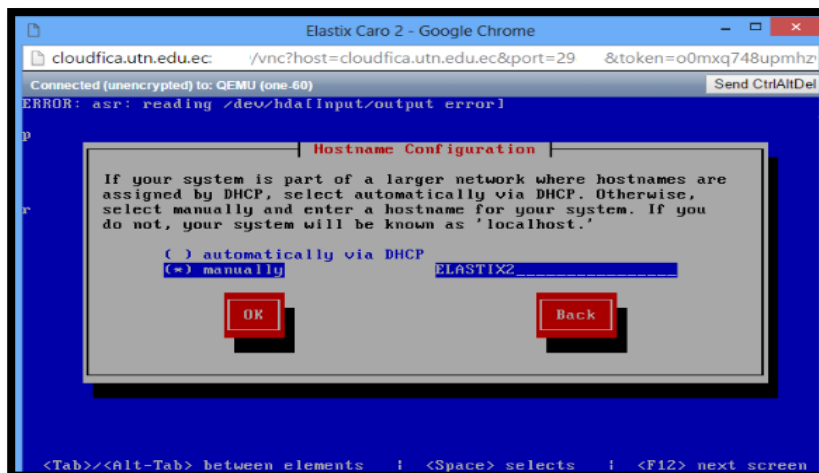 Elastix Caro 2 - Google Chrome
cloudfica.utn.edu.ec: /vnc?host=cloudfica.utn.edu.ec&port=29 &token=o0mxq748upmhz
Connected (unencrypted) to: QEMU (one-60)
Send CtrlAltDel
ERROR: asr: reading /dev/hda[Input/output error]
p
Hostname Configuration
If your system is part of a larger network where hostnames are
assigned by DHCP, select automatically via DHCP. Otherwise,
r
select manually and enter a hostname for your system. If you
do not, your system will be known as 'localhost.'
( ) automatically via DHCP
(*) manually ELASTIX2_________________
OK Back
<Tab>/<Alt-Tab> between elements | <Space> selects | <F12> next screen